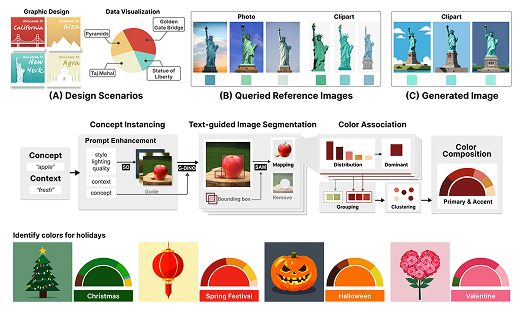 Graphic Design
Data Visualization
Welcome to
California
Welcome to
Giza
Welcome to
New
York
Welcome to
Agra
Pyramids
Golden
Gate Bridge
Taj Mahal
Statue of
Liberty
(A) Design Scenarios
Photo
Clipart
(B) Queried Reference Images
Clipart
(C) Generated Image
Concept Instancing
Text-guided Image Segmentation
Color Association
Prompt Enhancement
Concept
"apple"
Context
"fresh"
style
lighting
quality
context
concept
SD
Guide
G-DINO
Bounding box
SAM
Mapping
Remove
Distribution
Dominant
Grouping
Clustering
Color
Composition
Primary & Accent
Identify colors for holidays
Christmas
Spring Festival
Halloween
Valentine